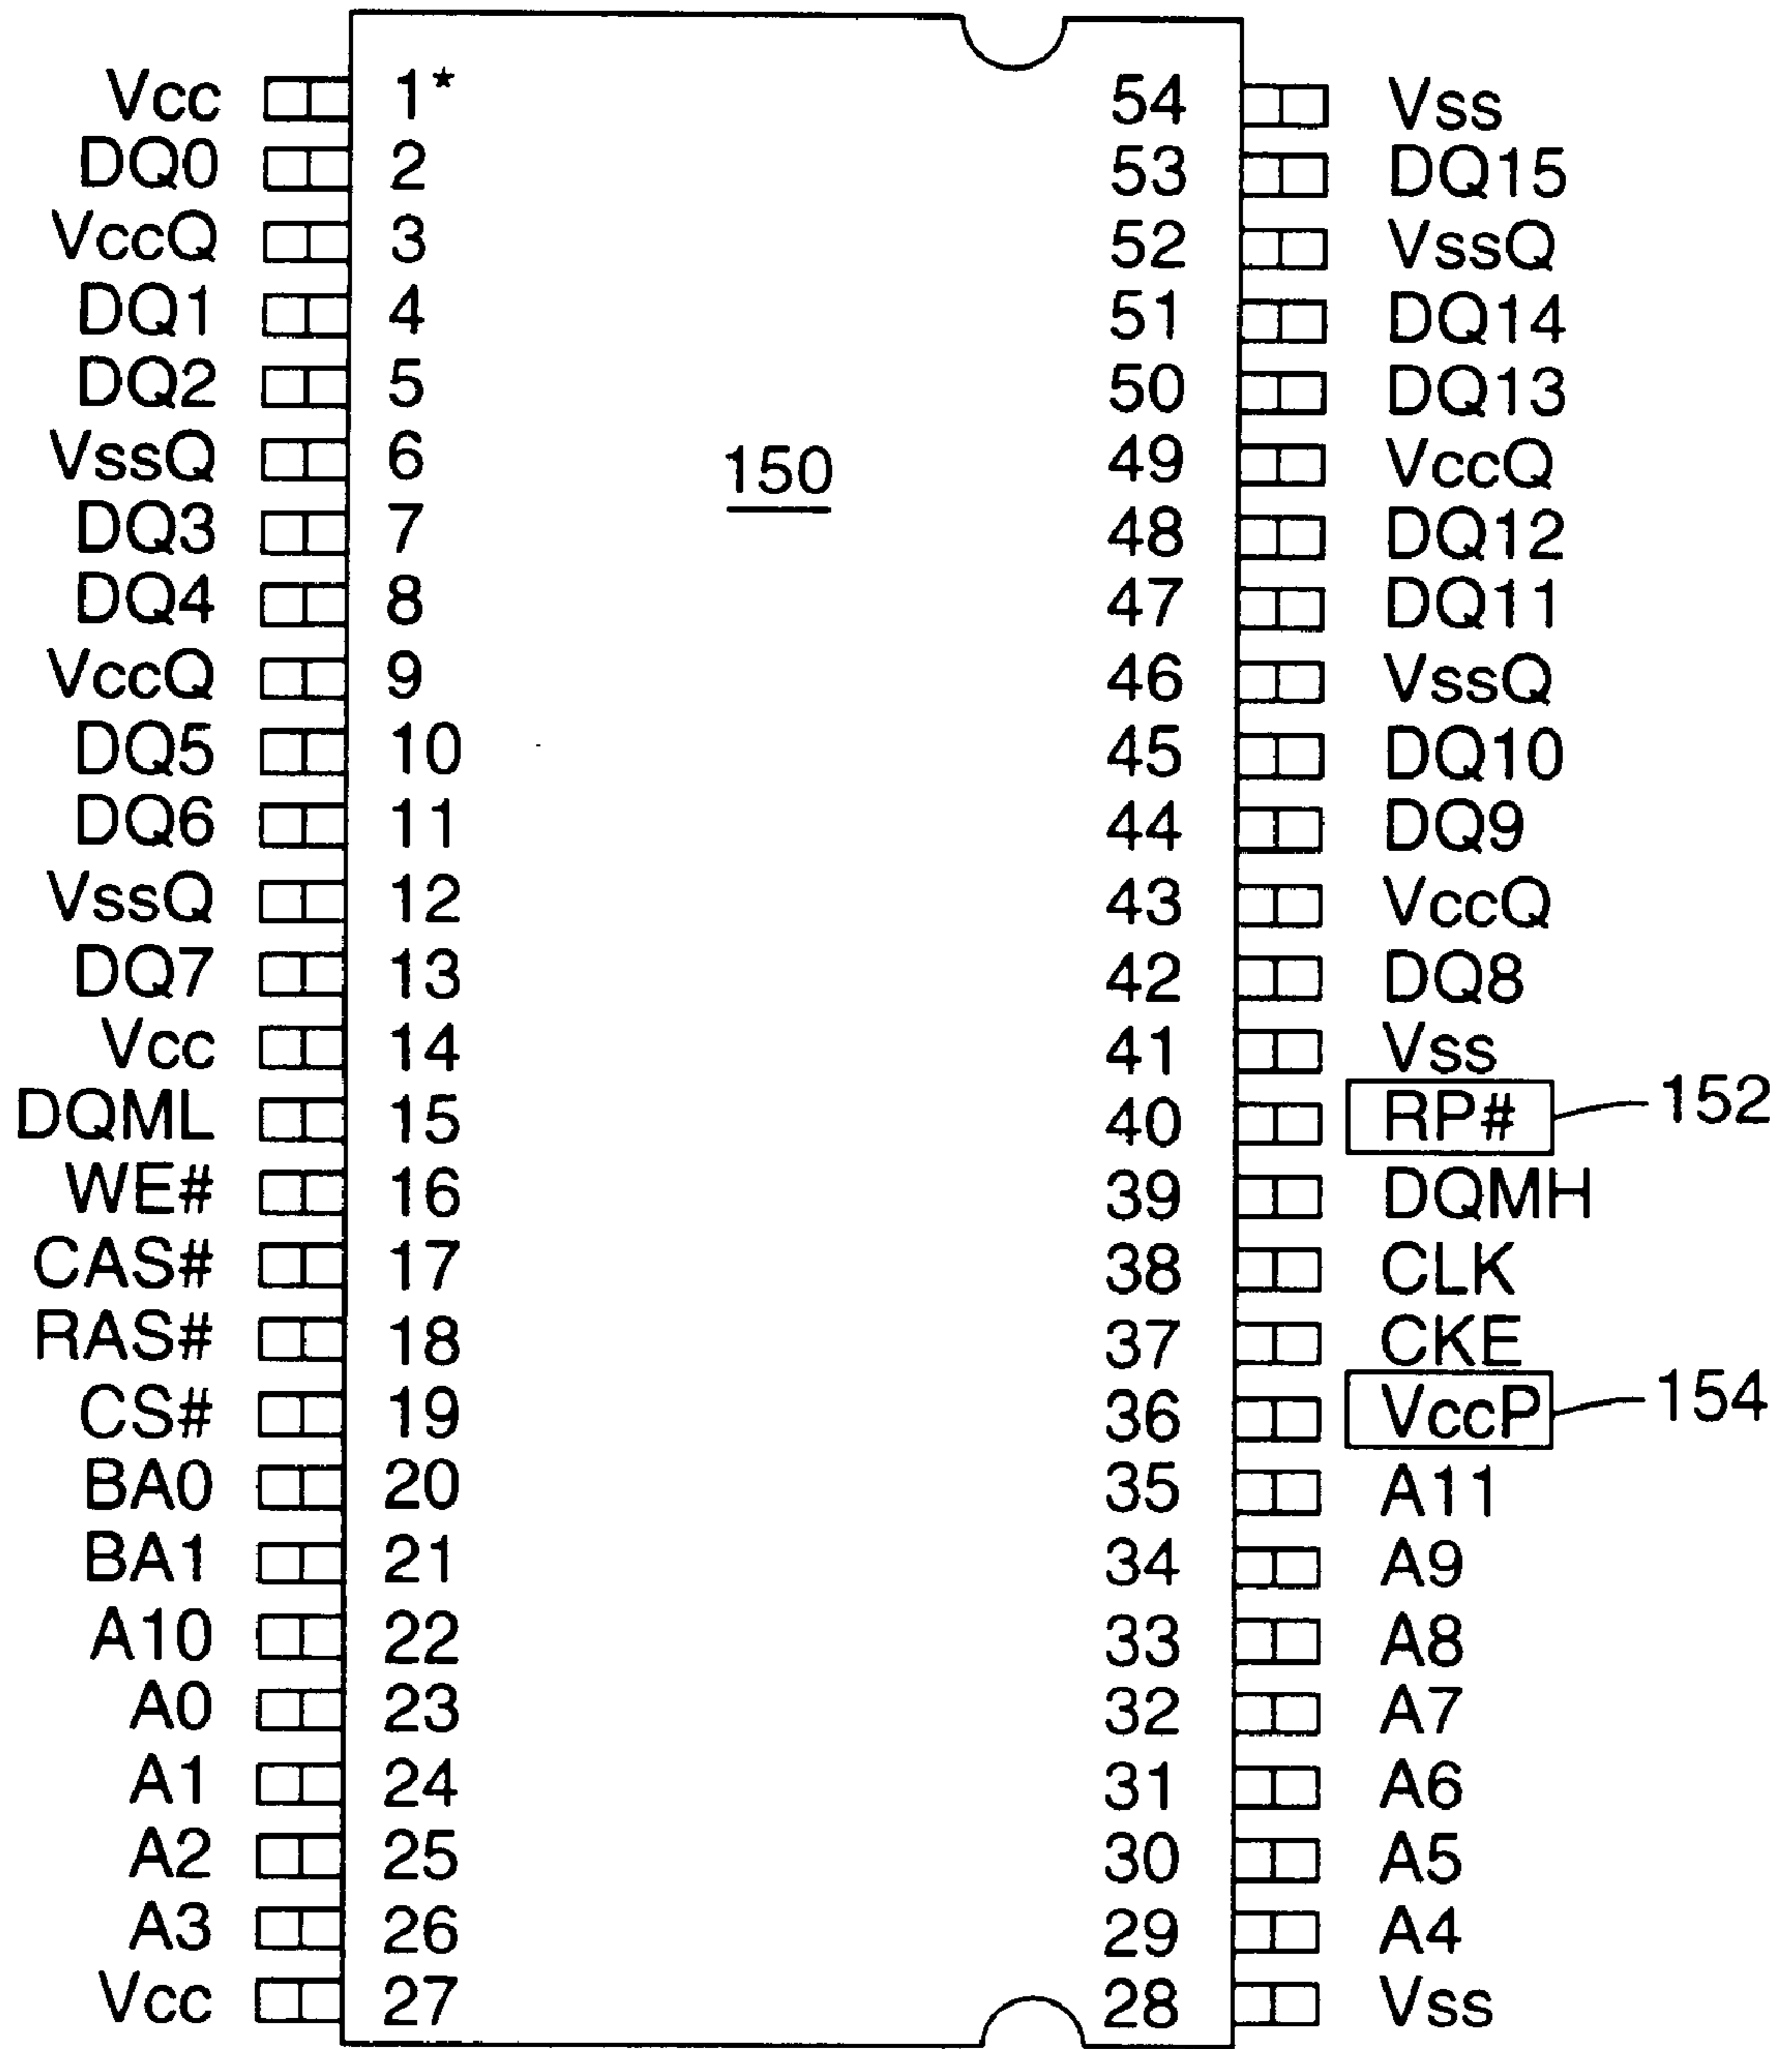 Vcc 1* 54 Vss
DQ0 2 53 DQ15
VccQ 3 52 VssQ
DQ1 4 51 DQ14
DQ2 5 50 DQ13
VssQ 6 150 49 VccQ
DQ3 7 48 DQ12
DQ4 8 47 DQ11
VccQ 9 46 VssQ
DQ5 10 45 DQ10
DQ6 11 44 DQ9
VssQ 12 43 VccQ
DQ7 13 42 DQ8
Vcc 14 41 Vss
DQML 15 40 RP# 152
WE# 16 39 DQMH
CAS# 17 38 CLK
RAS# 18 37 CKE
CS# 19 36 VccP 154
BA0 20 35 A11
BA1 21 34 A9
A10 22 33 A8
A0 23 32 A7
A1 24 31 A6
A2 25 30 A5
A3 26 29 A4
Vcc 27 28 Vss